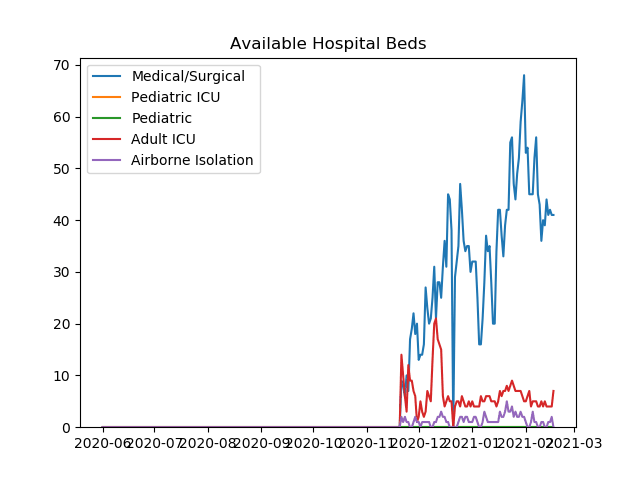 Available Hospital Beds
70
60
50
40
30
20
10
0
Medical/Surgical
Pediatric ICU
Pediatric
Adult ICU
Airborne Isolation
2020-06 2020-07 2020-08 2020-09 2020-10 2020-11 2020-12 2021-01 2021-02 2021-03